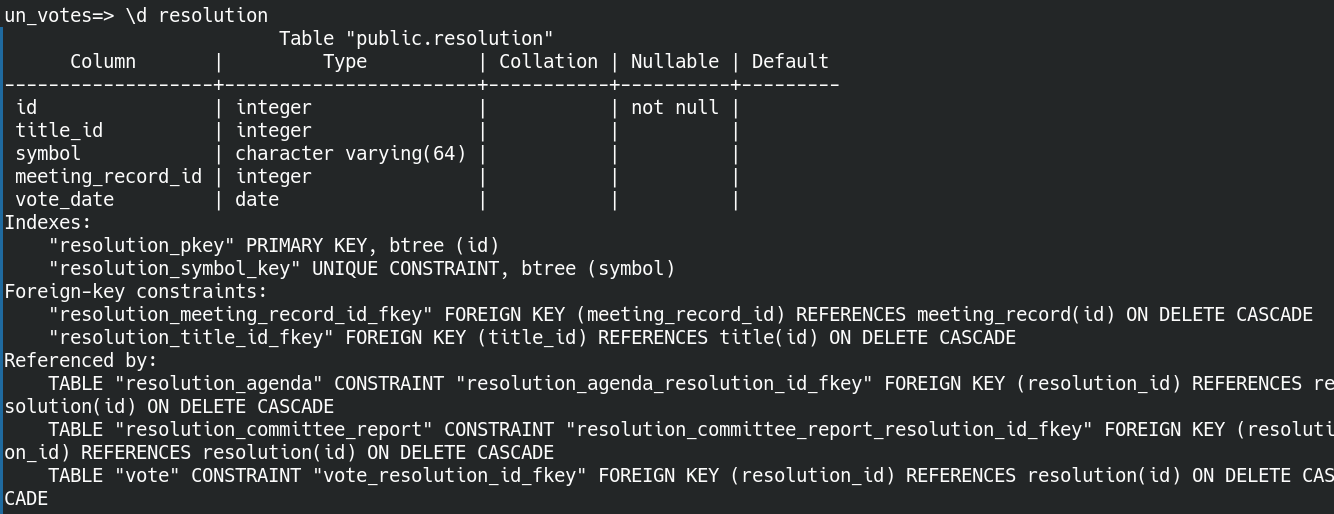 un_votes=> \d resolution
                         Table "public.resolution"
      Column       |         Type          | Collation | Nullable | Default
-------------------+-----------------------+-----------+----------+---------
 id                | integer               |           | not null |
 title_id          | integer               |           |          |
 symbol            | character varying(64) |           |          |
 meeting_record_id | integer               |           |          |
 vote_date         | date                  |           |          |
Indexes:
    "resolution_pkey" PRIMARY KEY, btree (id)
    "resolution_symbol_key" UNIQUE CONSTRAINT, btree (symbol)
Foreign-key constraints:
    "resolution_meeting_record_id_fkey" FOREIGN KEY (meeting_record_id) REFERENCES meeting_record(id) ON DELETE CASCADE
    "resolution_title_id_fkey" FOREIGN KEY (title_id) REFERENCES title(id) ON DELETE CASCADE
Referenced by:
    TABLE "resolution_agenda" CONSTRAINT "resolution_agenda_resolution_id_fkey" FOREIGN KEY (resolution_id) REFERENCES re
solution(id) ON DELETE CASCADE
    TABLE "resolution_committee_report" CONSTRAINT "resolution_committee_report_resolution_id_fkey" FOREIGN KEY (resoluti
on_id) REFERENCES resolution(id) ON DELETE CASCADE
    TABLE "vote" CONSTRAINT "vote_resolution_id_fkey" FOREIGN KEY (resolution_id) REFERENCES resolution(id) ON DELETE CAS
CADE